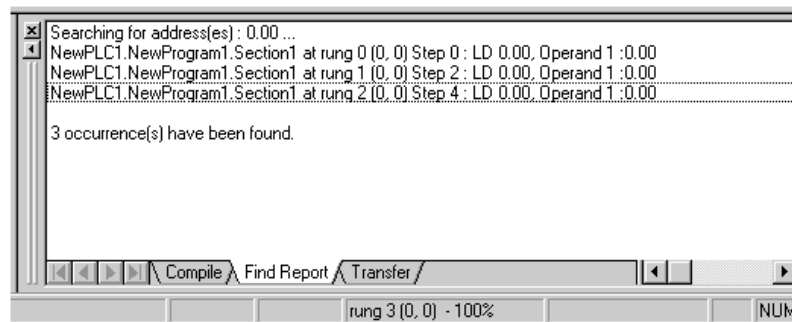 Searching for address(es) : 0.00 ...
NewPLC1.NewProgram1.Section1 at rung 0 (0, 0) Step 0 : LD 0.00, Operand 1 :0.00
NewPLC1.NewProgram1.Section1 at rung 1 (0, 0) Step 2 : LD 0.00, Operand 1 :0.00
NewPLC1.NewProgram1.Section1 at rung 2 (0, 0) Step 4 : LD 0.00, Operand 1 :0.00
3 occurrence(s) have been found.
Compile Find Report Transfer
rung 3 (0, 0) - 100% NUM